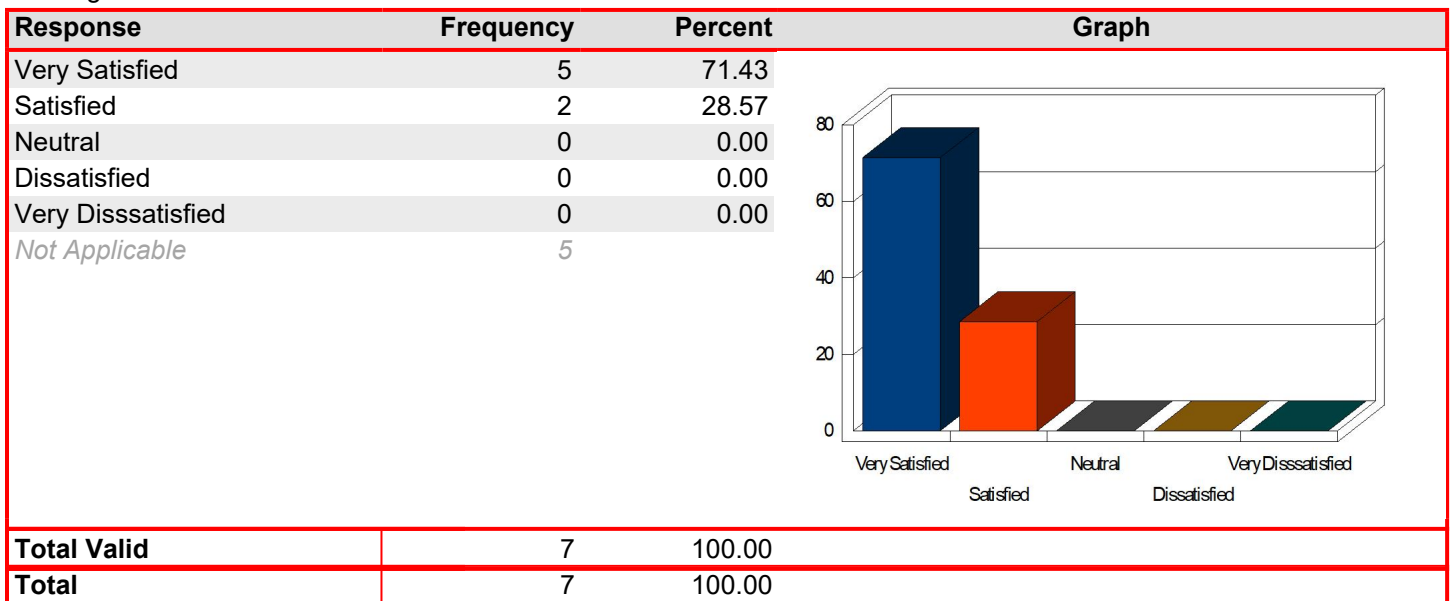 Response Frequency Percent Graph
Very Satisfied 5 71.43
Satisfied 2 28.57
Neutral 0 0.00
Dissatisfied 0 0.00
Very Disssatisfied 0 0.00
Not Applicable 5
80
60
40
20
0
Very Satisfied Neutral Very Disssatisfied
Satisfied Dissatisfied
Total Valid 7 100.00
Total 7 100.00